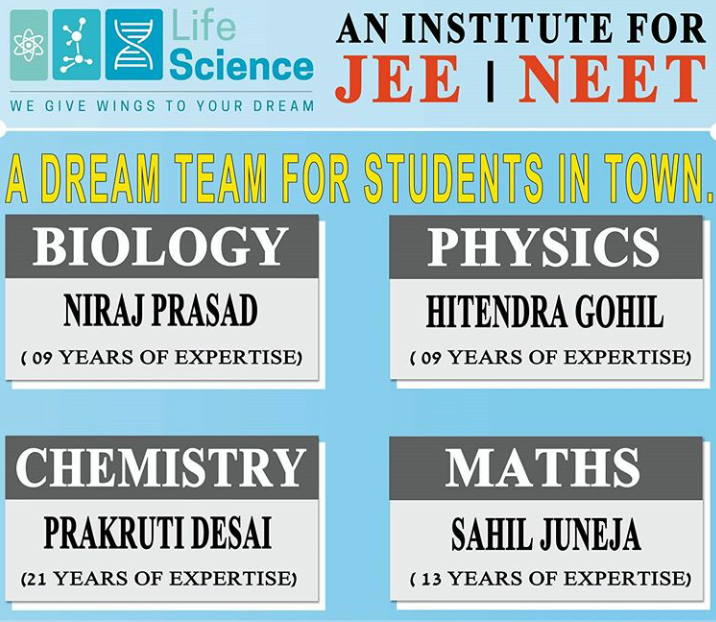 Life
Science
WE GIVE WINGS TO YOUR DREAM
AN INSTITUTE FOR
JEE | NEET
A DREAM TEAM FOR STUDENTS IN TOWN.
BIOLOGY
NIRAJ PRASAD
( 09 YEARS OF EXPERTISE)
PHYSICS
HITENDRA GOHIL
( 09 YEARS OF EXPERTISE)
CHEMISTRY
PRAKRUTI DESAI
(21 YEARS OF EXPERTISE)
MATHS
SAHIL JUNEJA
( 13 YEARS OF EXPERTISE)